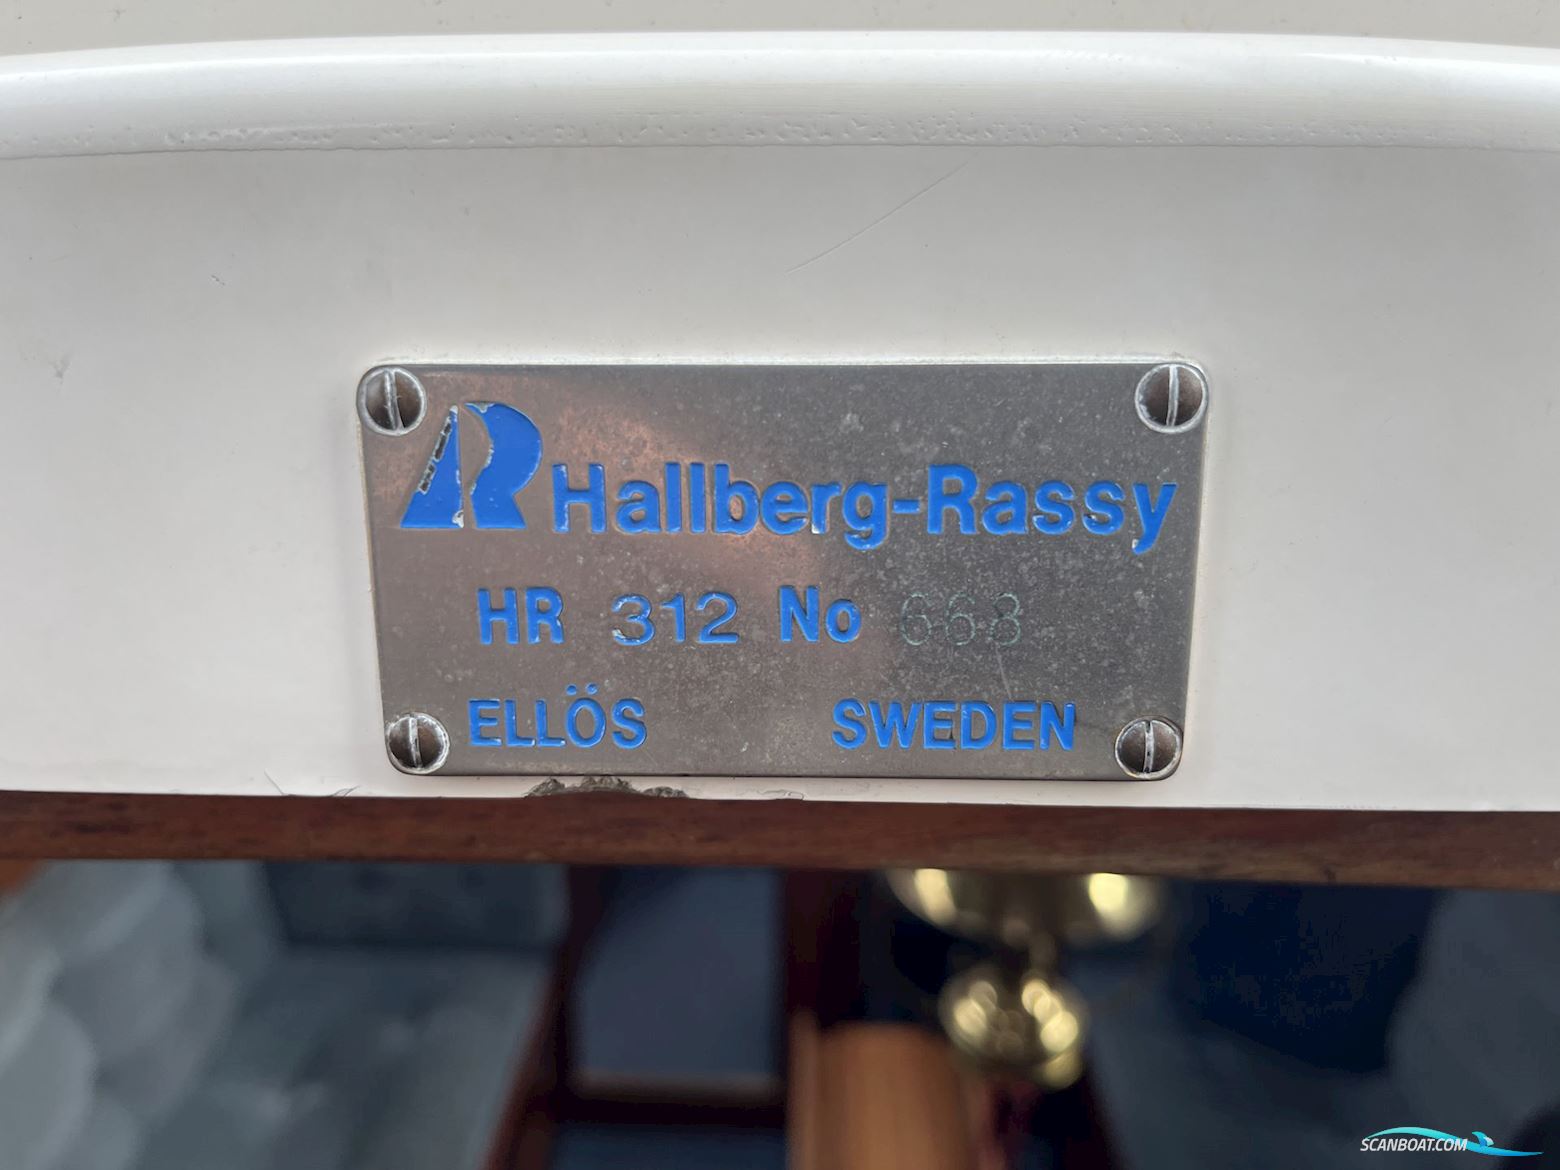 R Hallberg-Rassy
HR 312 No 668
ELLÖS SWEDEN
SCANBOAT.COM